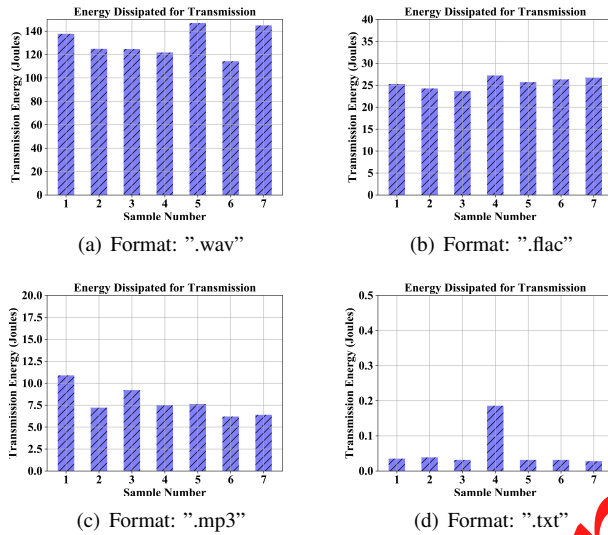 Energy Dissipated for Transmission
Transmission Energy (Joules)
140
120
100
80
60
40
20
0
1 2 3 4 5 6 7
Sample Number
(a) Format: ”.wav”
Energy Dissipated for Transmission
Transmission Energy (Joules)
40
35
30
25
20
15
10
5
0
1 2 3 4 5 6 7
Sample Number
(b) Format: ”.flac”
Energy Dissipated for Transmission
Transmission Energy (Joules)
20.0
17.5
15.0
12.5
10.0
7.5
5.0
2.5
0.0
1 2 3 4 5 6 7
Sample Number
(c) Format: ”.mp3”
Energy Dissipated for Transmission
Transmission Energy (Joules)
0.5
0.4
0.3
0.2
0.1
0.0
1 2 3 4 5 6 7
Sample Number
(d) Format: ”.txt”